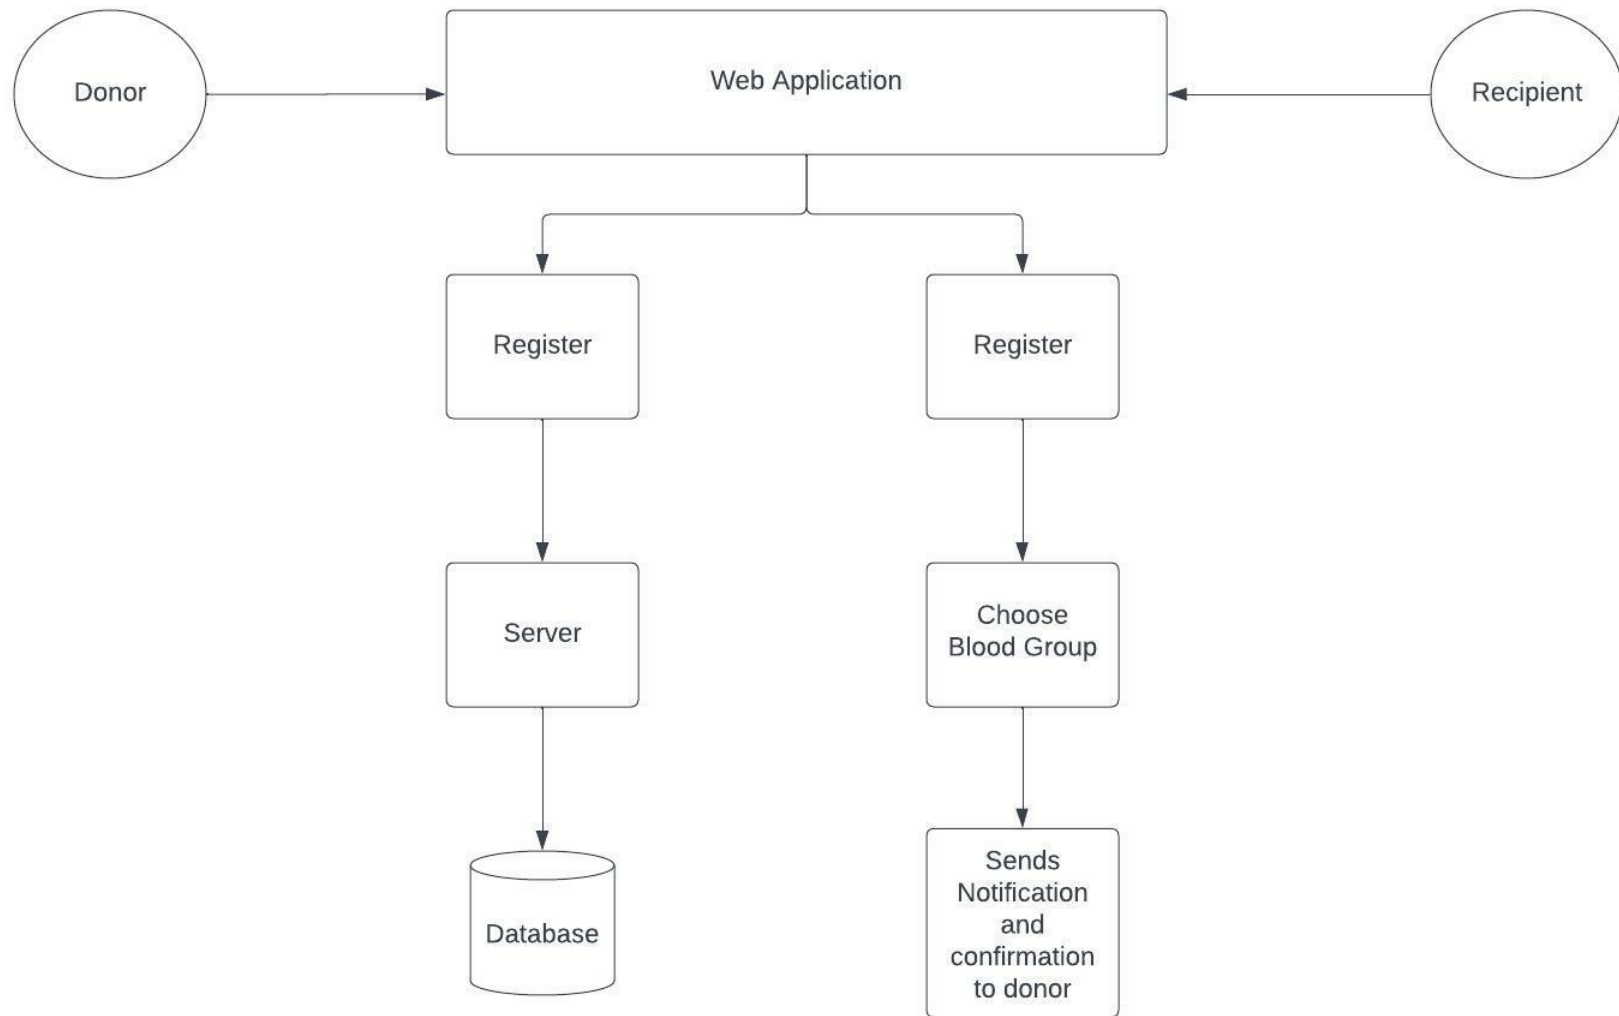 Donor
Web Application
Recipient
Register
Register
Server
Choose
Blood Group
Database
Sends
Notification
and
confirmation
to donor